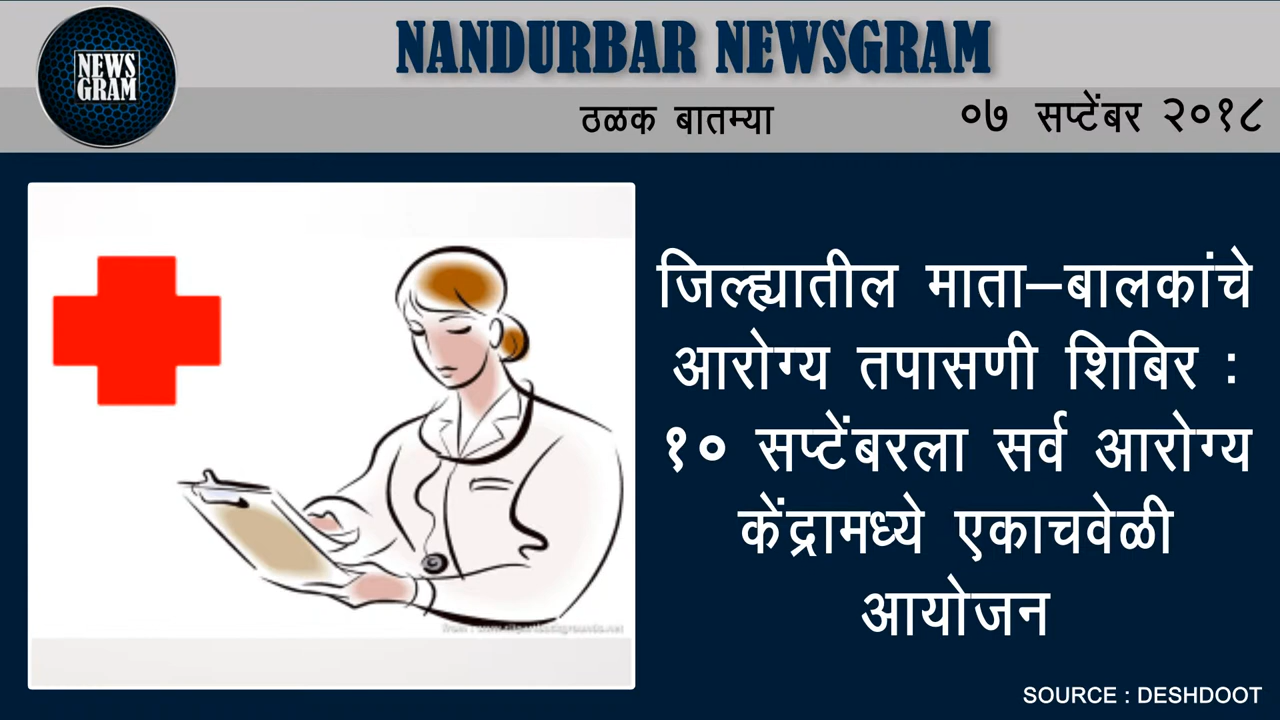 NEWS
GRAM
NANDURBAR NEWSGRAM
ठळक बातम्या
०७ सप्टेंबर २०१८
जिल्ह्यातील माता–बालकांचे
आरोग्य तपासणी शिबिर :
१० सप्टेंबरला सर्व आरोग्य
केंद्रामध्ये एकाचवेळी
आयोजन
SOURCE : DESHDOOT